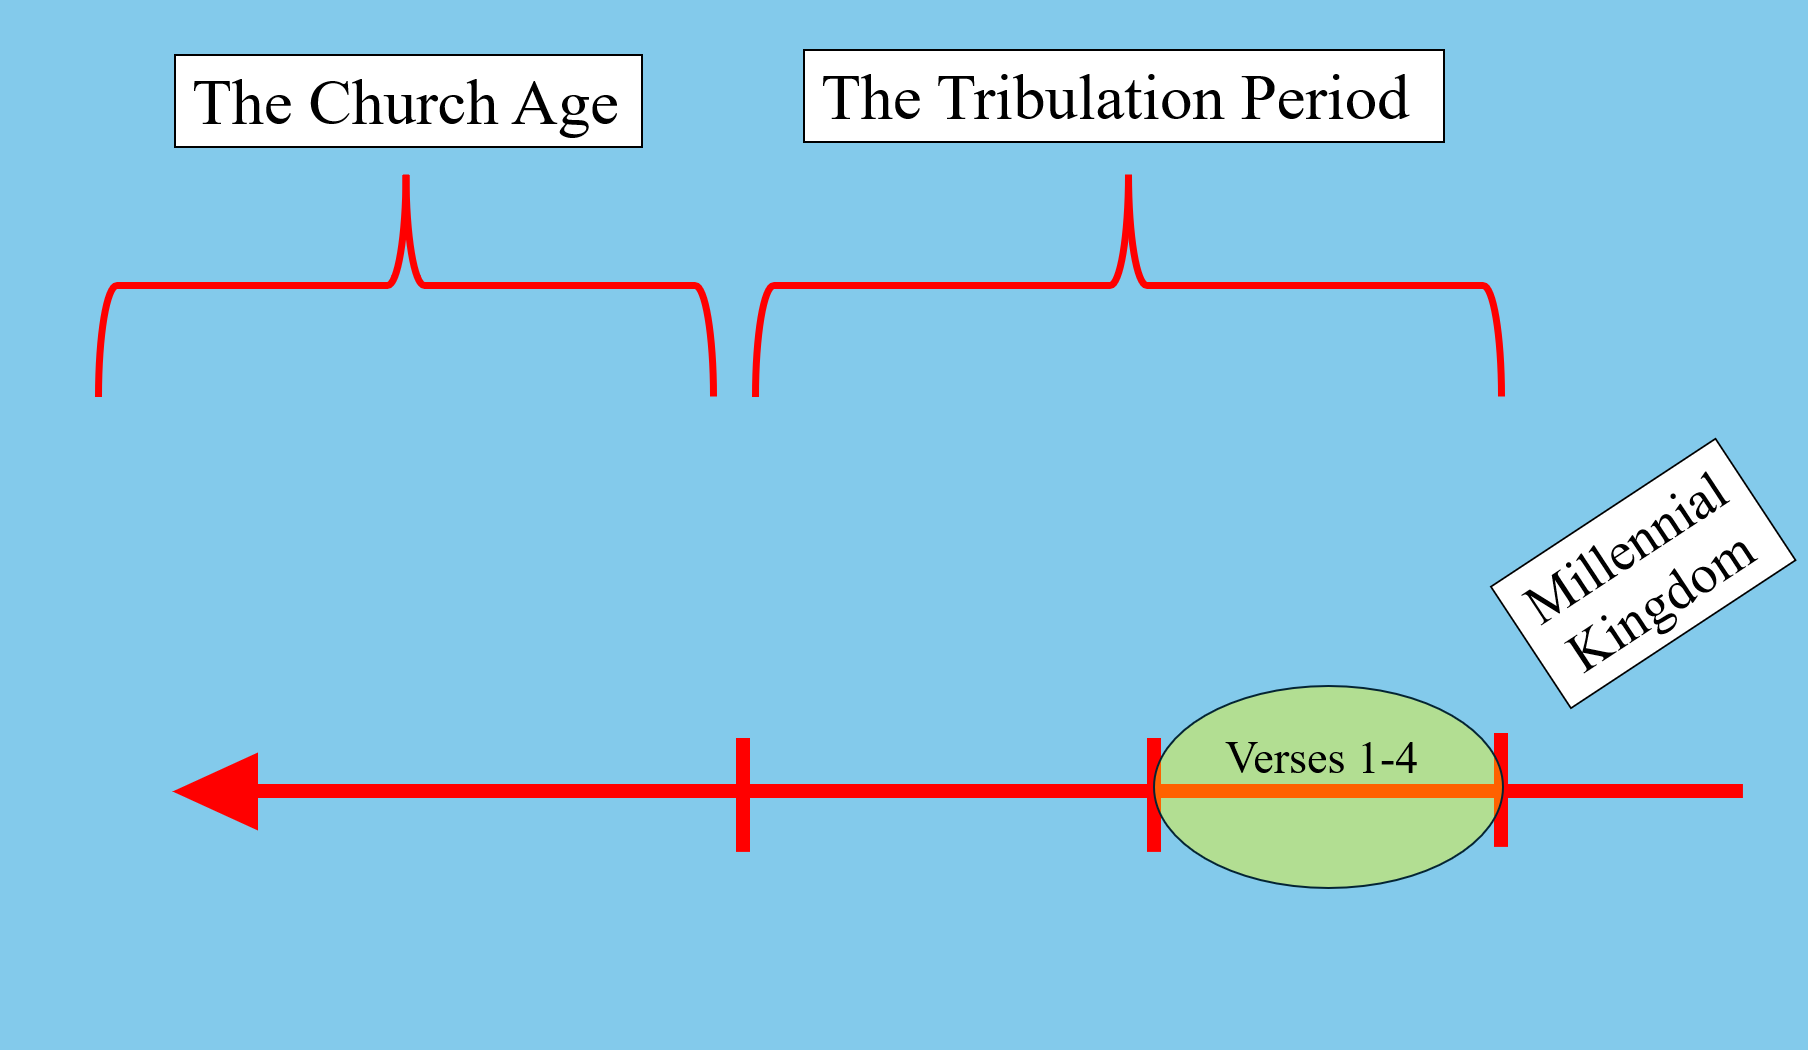 The Church Age
The Tribulation Period
Millennial
Kingdom
Verses 1-4